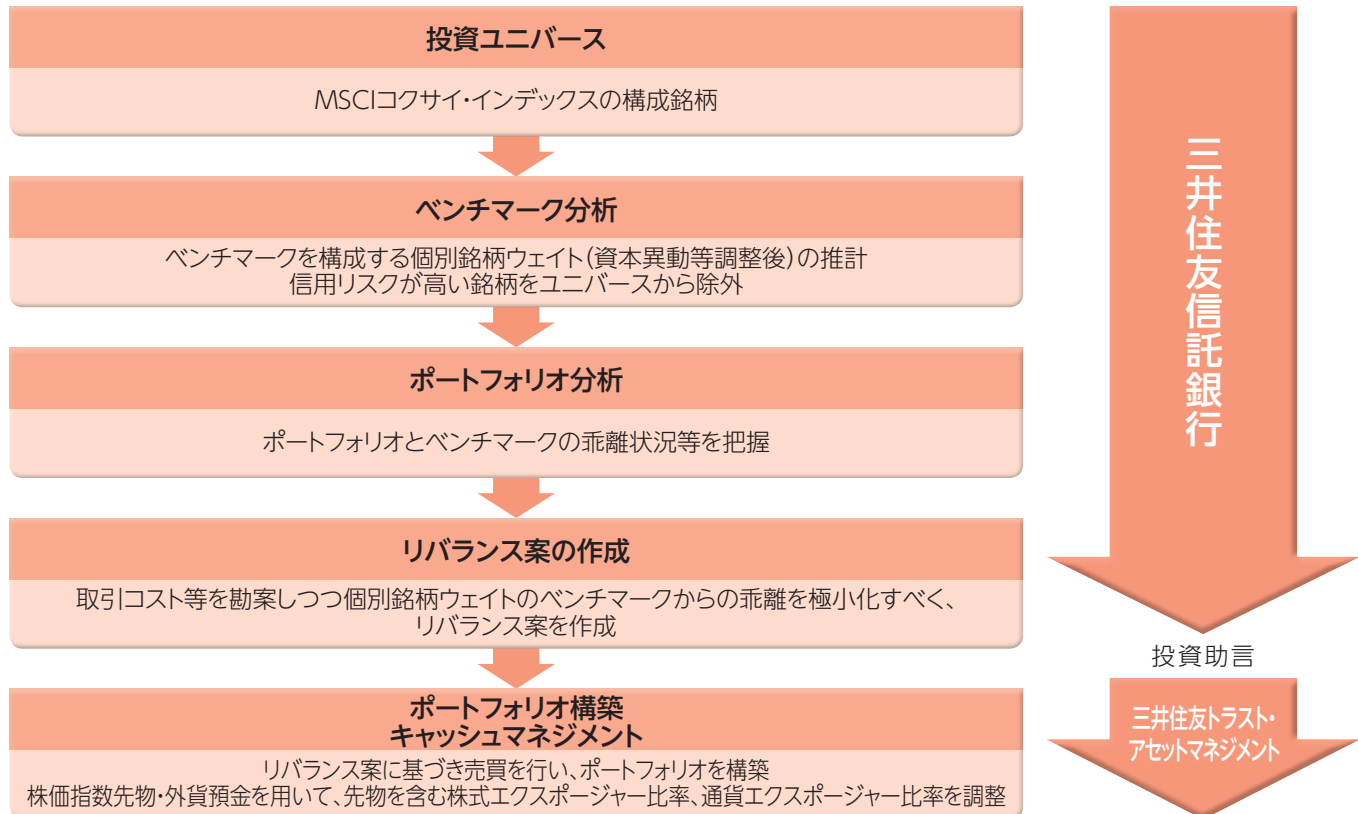 投資ユニバース
MSCIコクサイ・インデックスの構成銘柄
ベンチマーク分析
ベンチマークを構成する個別銘柄ウェイト(資本異動等調整後)の推計
信用リスクが高い銘柄をユニバースから除外
ポートフォリオ分析
ポートフォリオとベンチマークの乖離状況等を把握
リバランス案の作成
取引コスト等を勘案しつつ個別銘柄ウェイトのベンチマークからの乖離を極小化すべく、
リバランス案を作成
ポートフォリオ構築
キャッシュマネジメント
リバランス案に基づき売買を行い、ポートフォリオを構築
株価指数先物・外貨預金を用いて、先物を含む株式エクスポージャー比率、通貨エクスポージャー比率を調整
三井住友信託銀行
投資助言
三井住友トラスト・
アセットマネジメント